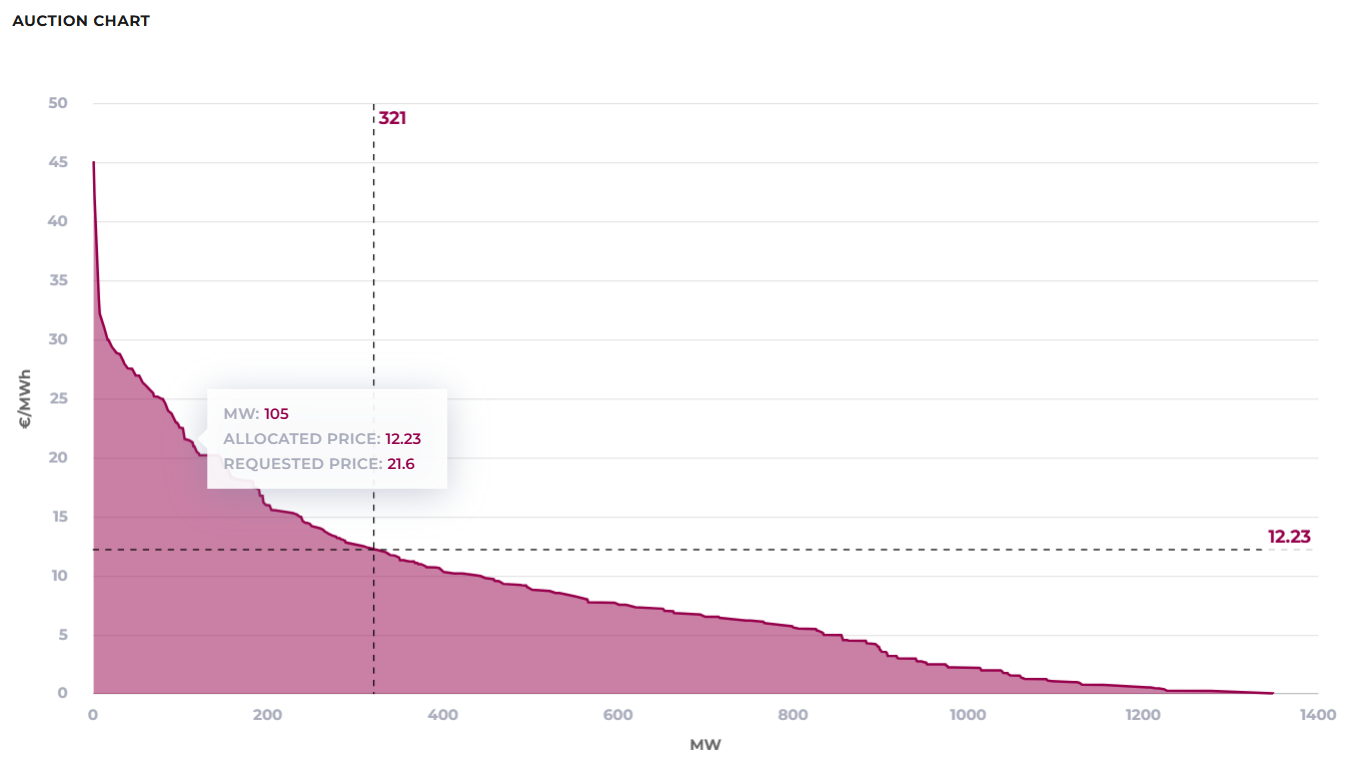 AUCTION CHART
50
321
45
40
35
30
€/MWh
25
MW: 105
ALLOCATED PRICE: 12.23
20
REQUESTED PRICE: 21.6
15
12.23
10
5
0
0 200 400 600 800 1000 1200 1400
MW